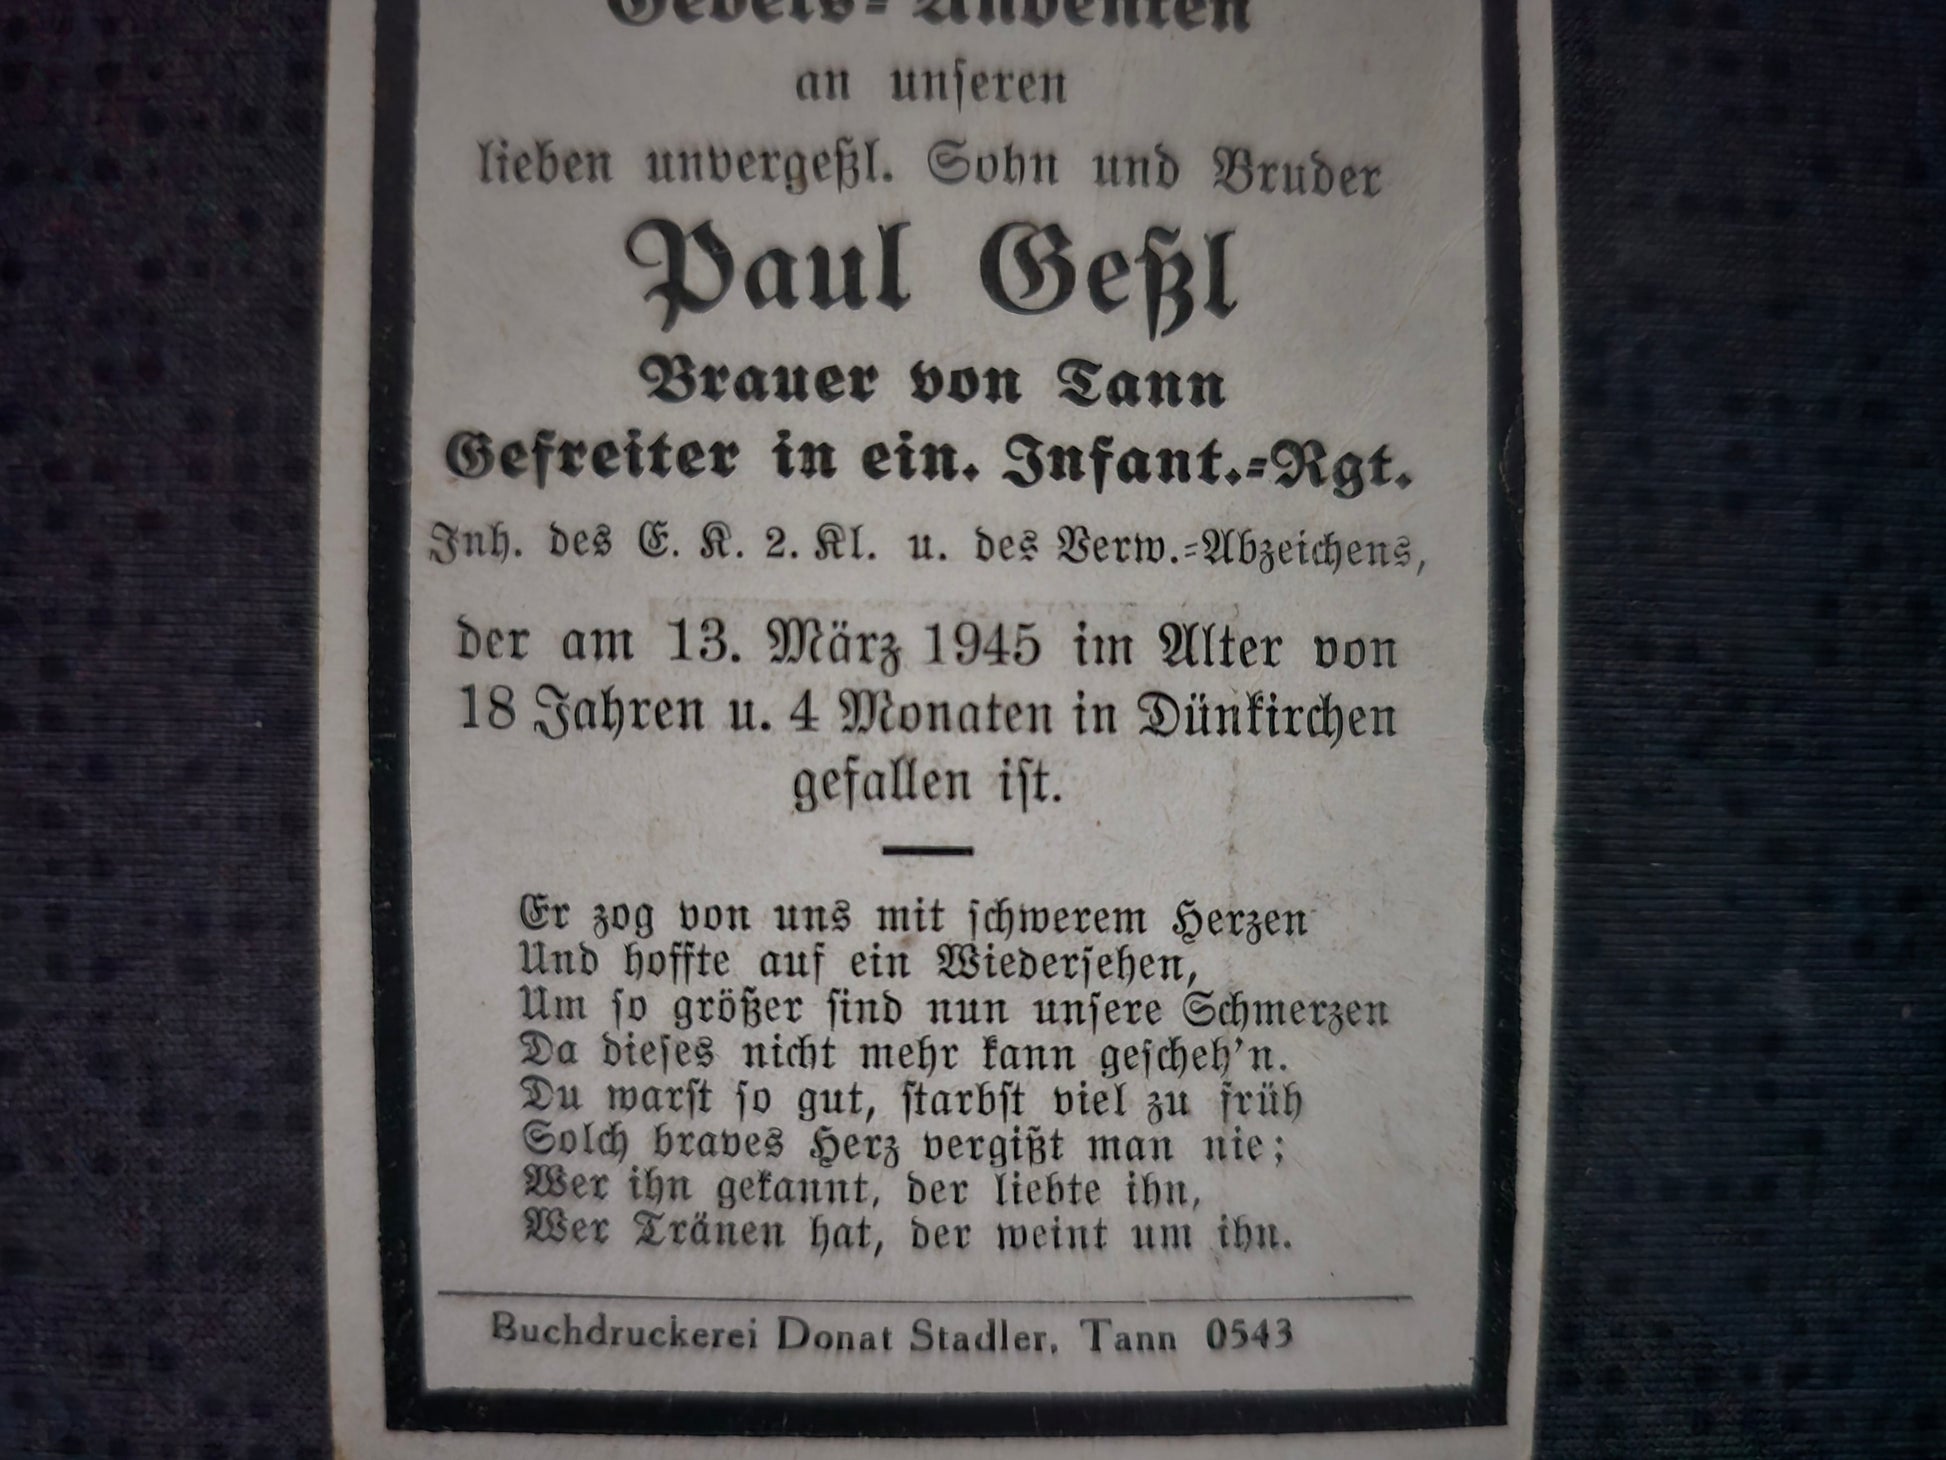 Gebets-Andenken
an unseren
lieben unvergeßl. Sohn und Bruder
Paul Geßl
Brauer von Tann
Gefreiter in ein. Infant.-Rgt.
Inh. des E. K. 2. Kl. u. des Verw.-Abzeichens,
der am 13. März 1945 im Alter von
18 Jahren u. 4 Monaten in Dünkirchen
gefallen ist.
Er zog von uns mit schwerem Herzen
Und hoffte auf ein Wiedersehen,
Um so größer sind nun unsere Schmerzen
Da dieses nicht mehr kann gescheh'n.
Du warst so gut, starbst viel zu früh
Solch braves Herz vergißt man nie;
Wer ihn gekannt, der liebte ihn,
Wer Tränen hat, der weint um ihn.
Buchdruckerei Donat Stadler, Tann 0543